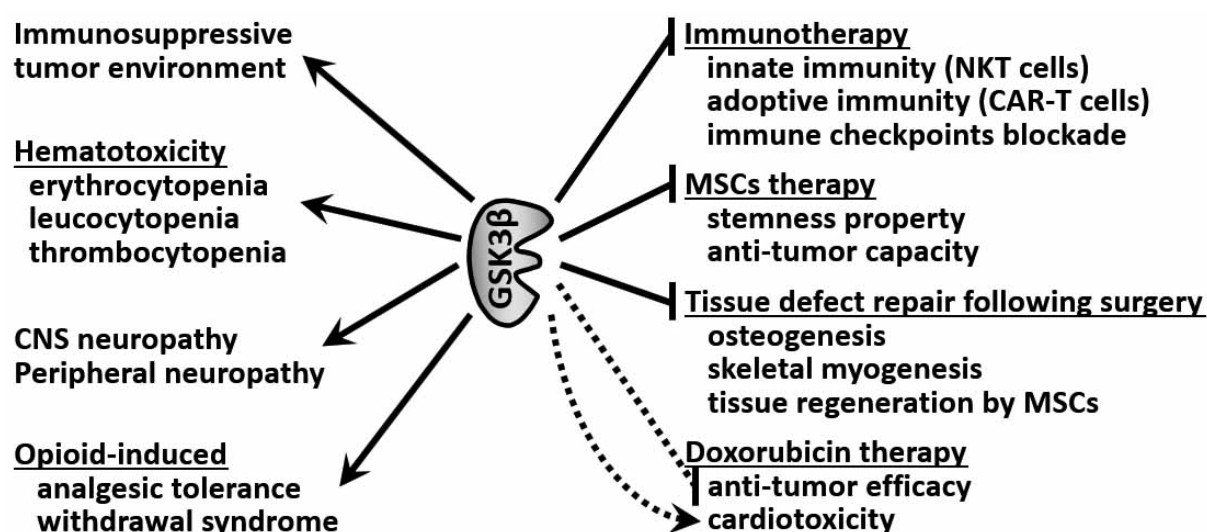 Immunosuppressive
tumor environment
Hematotoxicity
erythrocytopenia
leucocytopenia
thrombocytopenia
CNS neuropathy
Peripheral neuropathy
Opioid-induced
analgesic tolerance
withdrawal syndrome
GSK3β
Immunotherapy
innate immunity (NKT cells)
adoptive immunity (CAR-T cells)
immune checkpoints blockade
MSCs therapy
stemness property
anti-tumor capacity
Tissue defect repair following surgery
osteogenesis
skeletal myogenesis
tissue regeneration by MSCs
Doxorubicin therapy
anti-tumor efficacy
cardiotoxicity